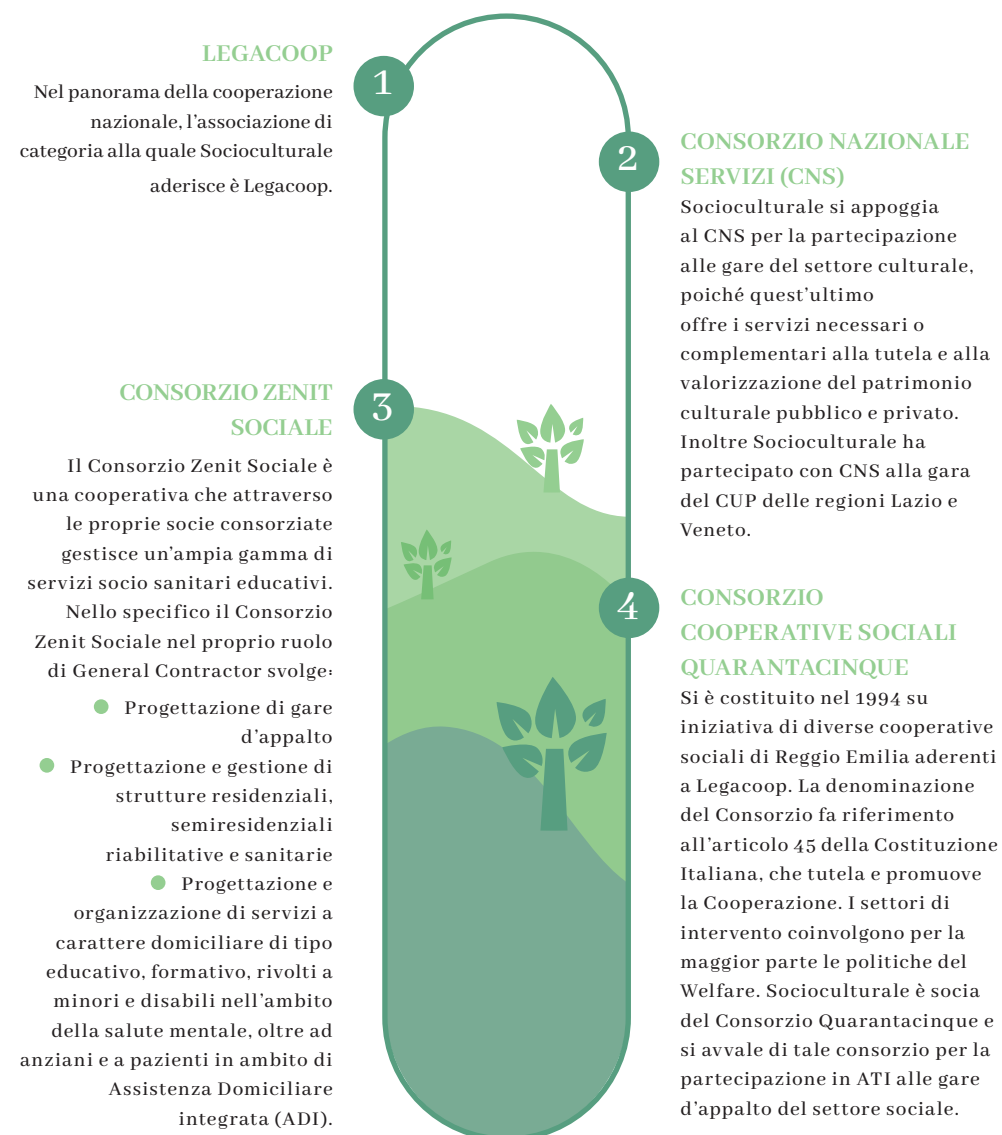 LEGACOOP
1
Nel panorama della cooperazione
nazionale, l'associazione di
categoria alla quale Socioculturale
aderisce è Legacoop.
2
CONSORZIO NAZIONALE
SERVIZI (CNS)
Socioculturale si appoggia
al CNS per la partecipazione
alle gare del settore culturale,
poiché quest'ultimo
offre i servizi necessari o
complementari alla tutela e alla
valorizzazione del patrimonio
culturale pubblico e privato.
Inoltre Socioculturale ha
partecipato con CNS alla gara
del CUP delle regioni Lazio e
Veneto.
CONSORZIO ZENIT
SOCIALE
3
Il Consorzio Zenit Sociale è
una cooperativa che attraverso
le proprie socie consorziate
gestisce un'ampia gamma di
servizi socio sanitari educativi.
Nello specifico il Consorzio
Zenit Sociale nel proprio ruolo
di General Contractor svolge:
● Progettazione di gare
d'appalto
● Progettazione e gestione di
strutture residenziali,
semiresidenziali
riabilitative e sanitarie
● Progettazione e
organizzazione di servizi a
carattere domiciliare di tipo
educativo, formativo, rivolti a
minori e disabili nell'ambito
della salute mentale, oltre ad
anziani e a pazienti in ambito di
Assistenza Domiciliare
integrata (ADI).
4
CONSORZIO
COOPERATIVE SOCIALI
QUARANTACINQUE
Si è costituito nel 1994 su
iniziativa di diverse cooperative
sociali di Reggio Emilia aderenti
a Legacoop. La denominazione
del Consorzio fa riferimento
all'articolo 45 della Costituzione
Italiana, che tutela e promuove
la Cooperazione. I settori di
intervento coinvolgono per la
maggior parte le politiche del
Welfare. Socioculturale è socia
del Consorzio Quarantacinque e
si avvale di tale consorzio per la
partecipazione in ATI alle gare
d'appalto del settore sociale.